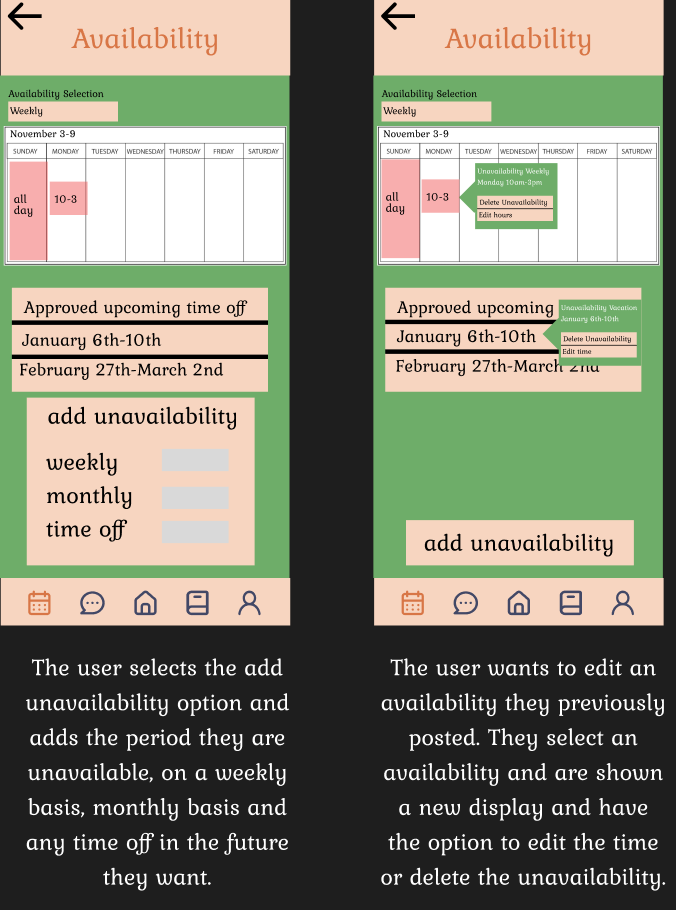 Availability
Availability Selection
Weekly
November 3-9
SUNDAY MONDAY TUESDAY WEDNESDAY THURSDAY FRIDAY SATURDAY
all
day
10-3
Approved upcoming time off
January 6th-10th
February 27th-March 2nd
add unavailability
weekly
monthly
time off
The user selects the add
unavailability option and
adds the period they are
unavailable, on a weekly
basis, monthly basis and
any time off in the future
they want.
Availability
Availability Selection
Weekly
November 3-9
SUNDAY MONDAY TUESDAY WEDNESDAY THURSDAY FRIDAY SATURDAY
all
day
10-3
Unavailability Weekly
Monday 10am-3pm
Delete Unavailability
Edit hours
Approved upcoming
January 6th-10th
February 27th-March 2nd
Unavailability Vacation
January 6th-10th
Delete Unavailability
Edit time
add unavailability
The user wants to edit an
availability they previously
posted. They select an
availability and are shown
a new display and have
the option to edit the time
or delete the unavailability.